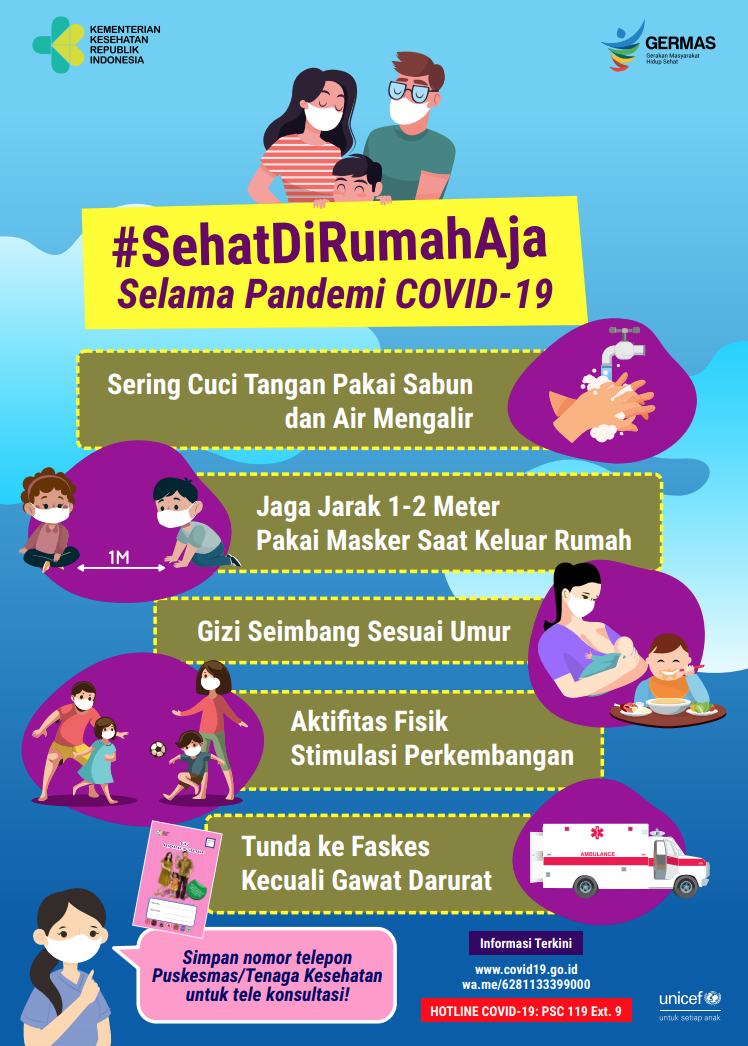 KEMENTERIAN
KESEHATAN
REPUBLIK
INDONESIA
GERMAS
Gerakan Masyarakat
Hidup Sehat
#SehatDiRumahAja
Selama Pandemi COVID-19
Sering Cuci Tangan Pakai Sabun
dan Air Mengalir
Jaga Jarak 1-2 Meter
Pakai Masker Saat Keluar Rumah
1M
Gizi Seimbang Sesuai Umur
Aktifitas Fisik
Stimulasi Perkembangan
Tunda ke Faskes
Kecuali Gawat Darurat
AMBULANCE
Simpan nomor telepon
Puskesmas/Tenaga Kesehatan
untuk tele konsultasi!
Informasi Terkini
www.covid19.go.id
wa.me/6281133399000
HOTLINE COVID-19: PSC 119 Ext. 9
unicef
untuk setiap anak